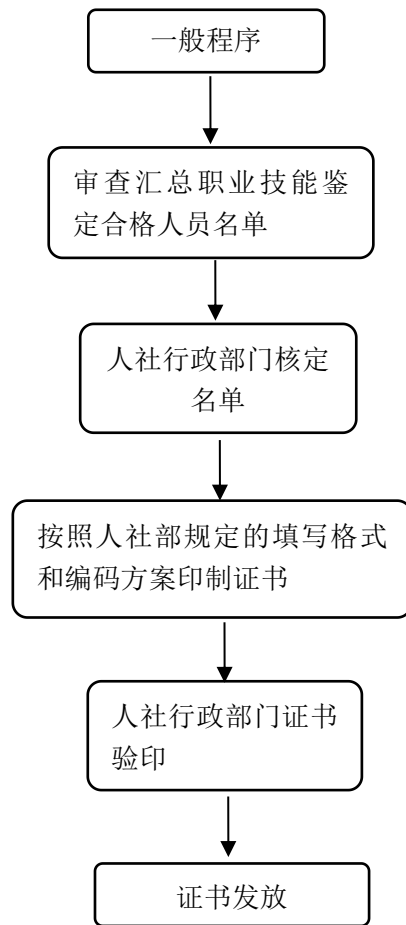 一般程序
审查汇总职业技能鉴
定合格人员名单
人社行政部门核定
名单
按照人社部规定的填写格式
和编码方案印制证书
人社行政部门证书
验印
证书发放